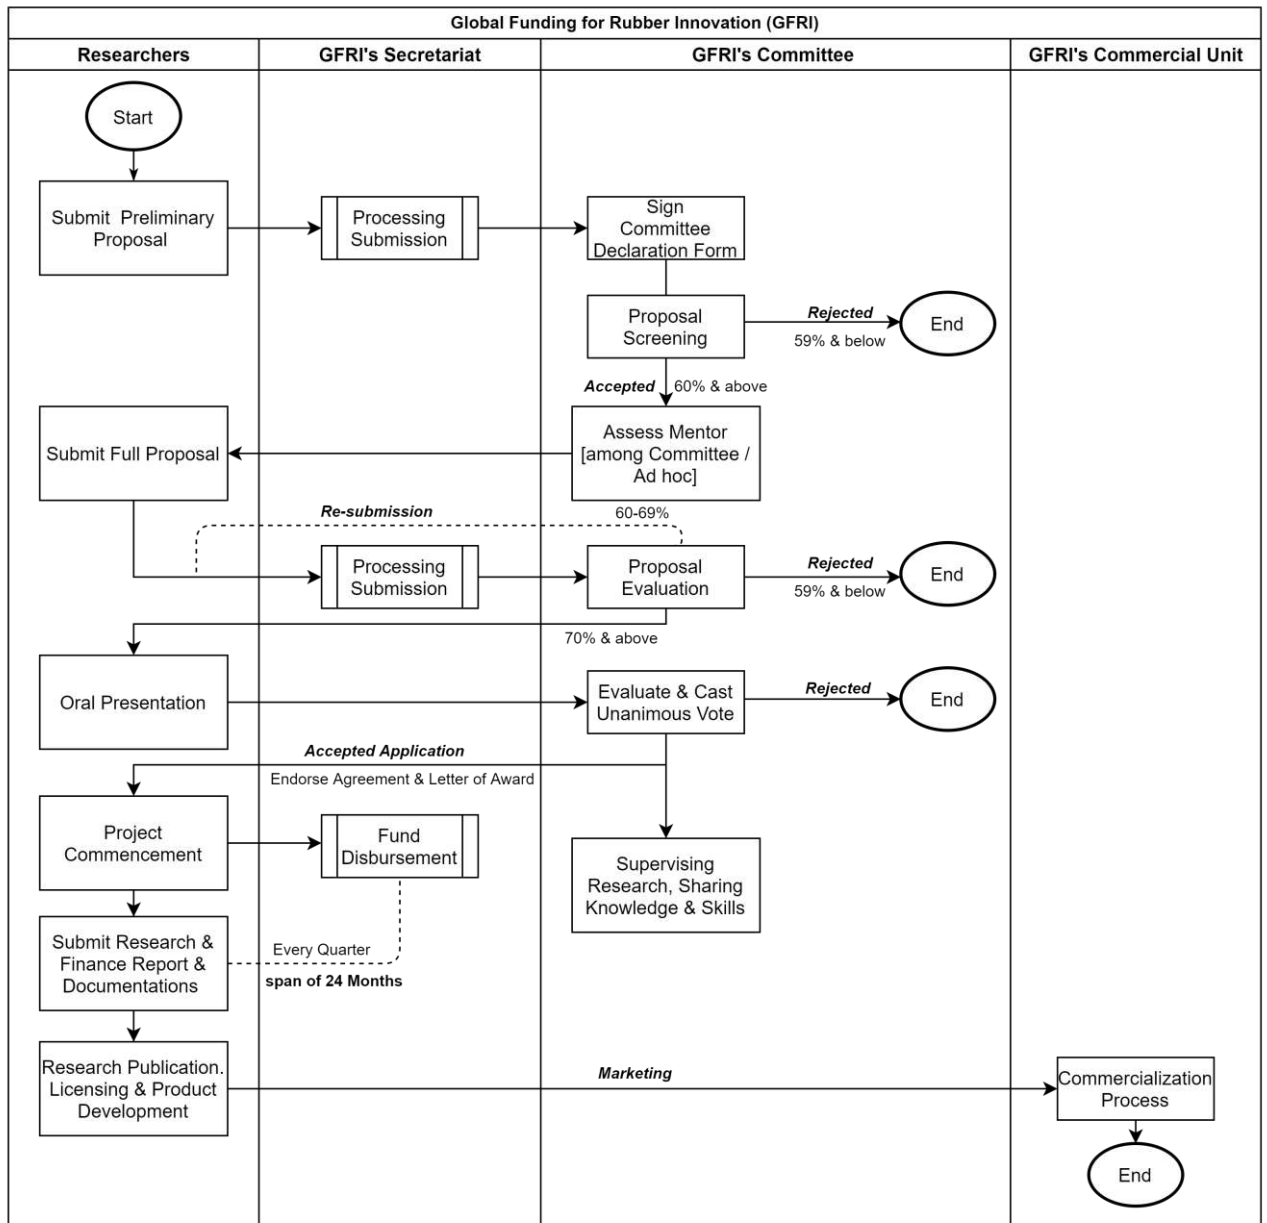 Global Funding for Rubber Innovation (GFRI)
Researchers
GFRI's Secretariat
GFRI's Committee
GFRI's Commercial Unit
Start
Submit Preliminary
Proposal
Processing
Submission
Sign
Committee
Declaration Form
Proposal
Screening
Rejected
59% & below
End
Accepted
60% & above
Submit Full Proposal
Assess Mentor
[among Committee /
Ad hoc]
Re-submission
60-69%
Processing
Submission
Proposal
Evaluation
Rejected
59% & below
End
70% & above
Oral Presentation
Evaluate & Cast
Unanimous Vote
Rejected
End
Accepted Application
Endorse Agreement & Letter of Award
Project
Commencement
Fund
Disbursement
Supervising
Research, Sharing
Knowledge & Skills
Submit Research &
Finance Report &
Documentations
Every Quarter
span of 24 Months
Research Publication.
Licensing & Product
Development
Marketing
Commercialization
Process
End